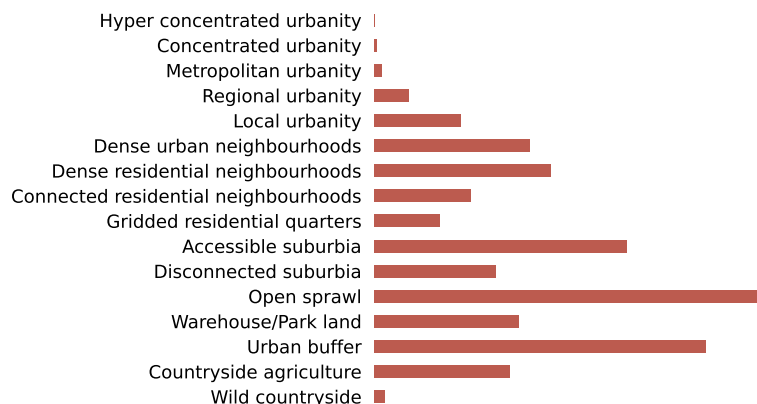 Hyper concentrated urbanity
Concentrated urbanity
Metropolitan urbanity
Regional urbanity
Local urbanity
Dense urban neighbourhoods
Dense residential neighbourhoods
Connected residential neighbourhoods
Gridded residential quarters
Accessible suburbia
Disconnected suburbia
Open sprawl
Warehouse/Park land
Urban buffer
Countryside agriculture
Wild countryside